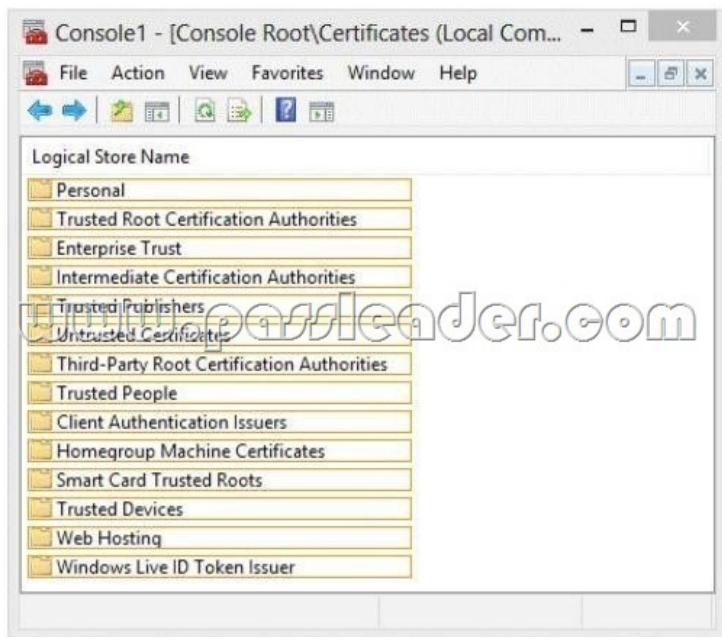 Console1 - [Console Root\Certificates (Local Com...
File Action View Favorites Window Help
Logical Store Name
Personal
Trusted Root Certification Authorities
Enterprise Trust
Intermediate Certification Authorities
Trusted Publishers
www.passleader.com
Untrusted Certificates
Third-Party Root Certification Authorities
Trusted People
Client Authentication Issuers
Homegroup Machine Certificates
Smart Card Trusted Roots
Trusted Devices
Web Hosting
Windows Live ID Token Issuer